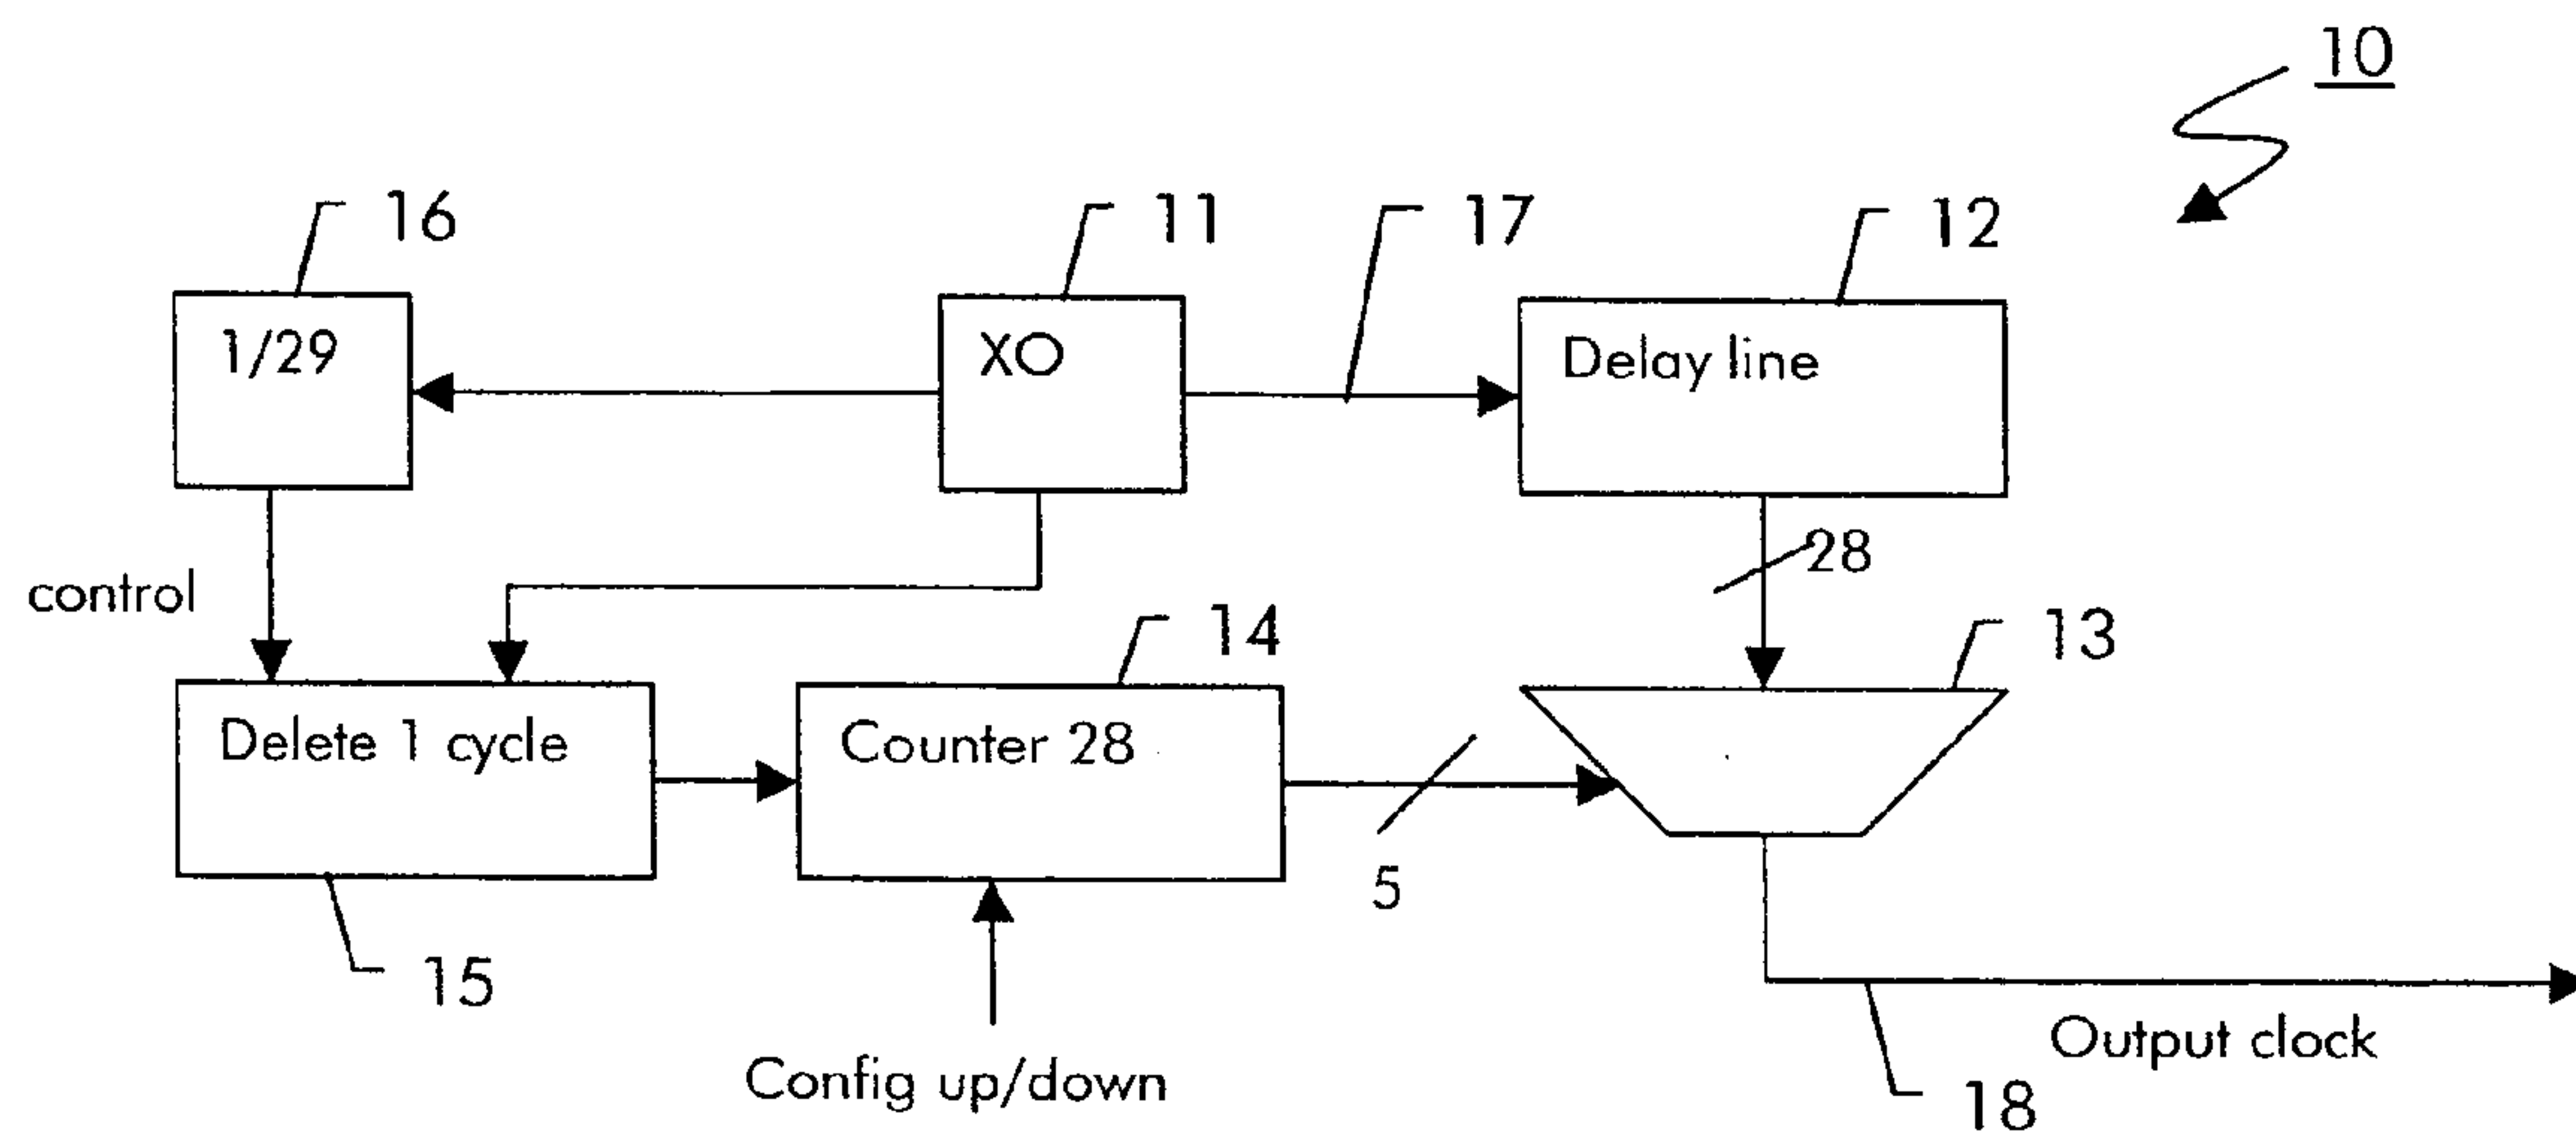 10
16
11
17
12
1/29
XO
Delay line
28
control
14
13
Delete 1 cycle
Counter 28
5
15
Config up/down
Output clock
18